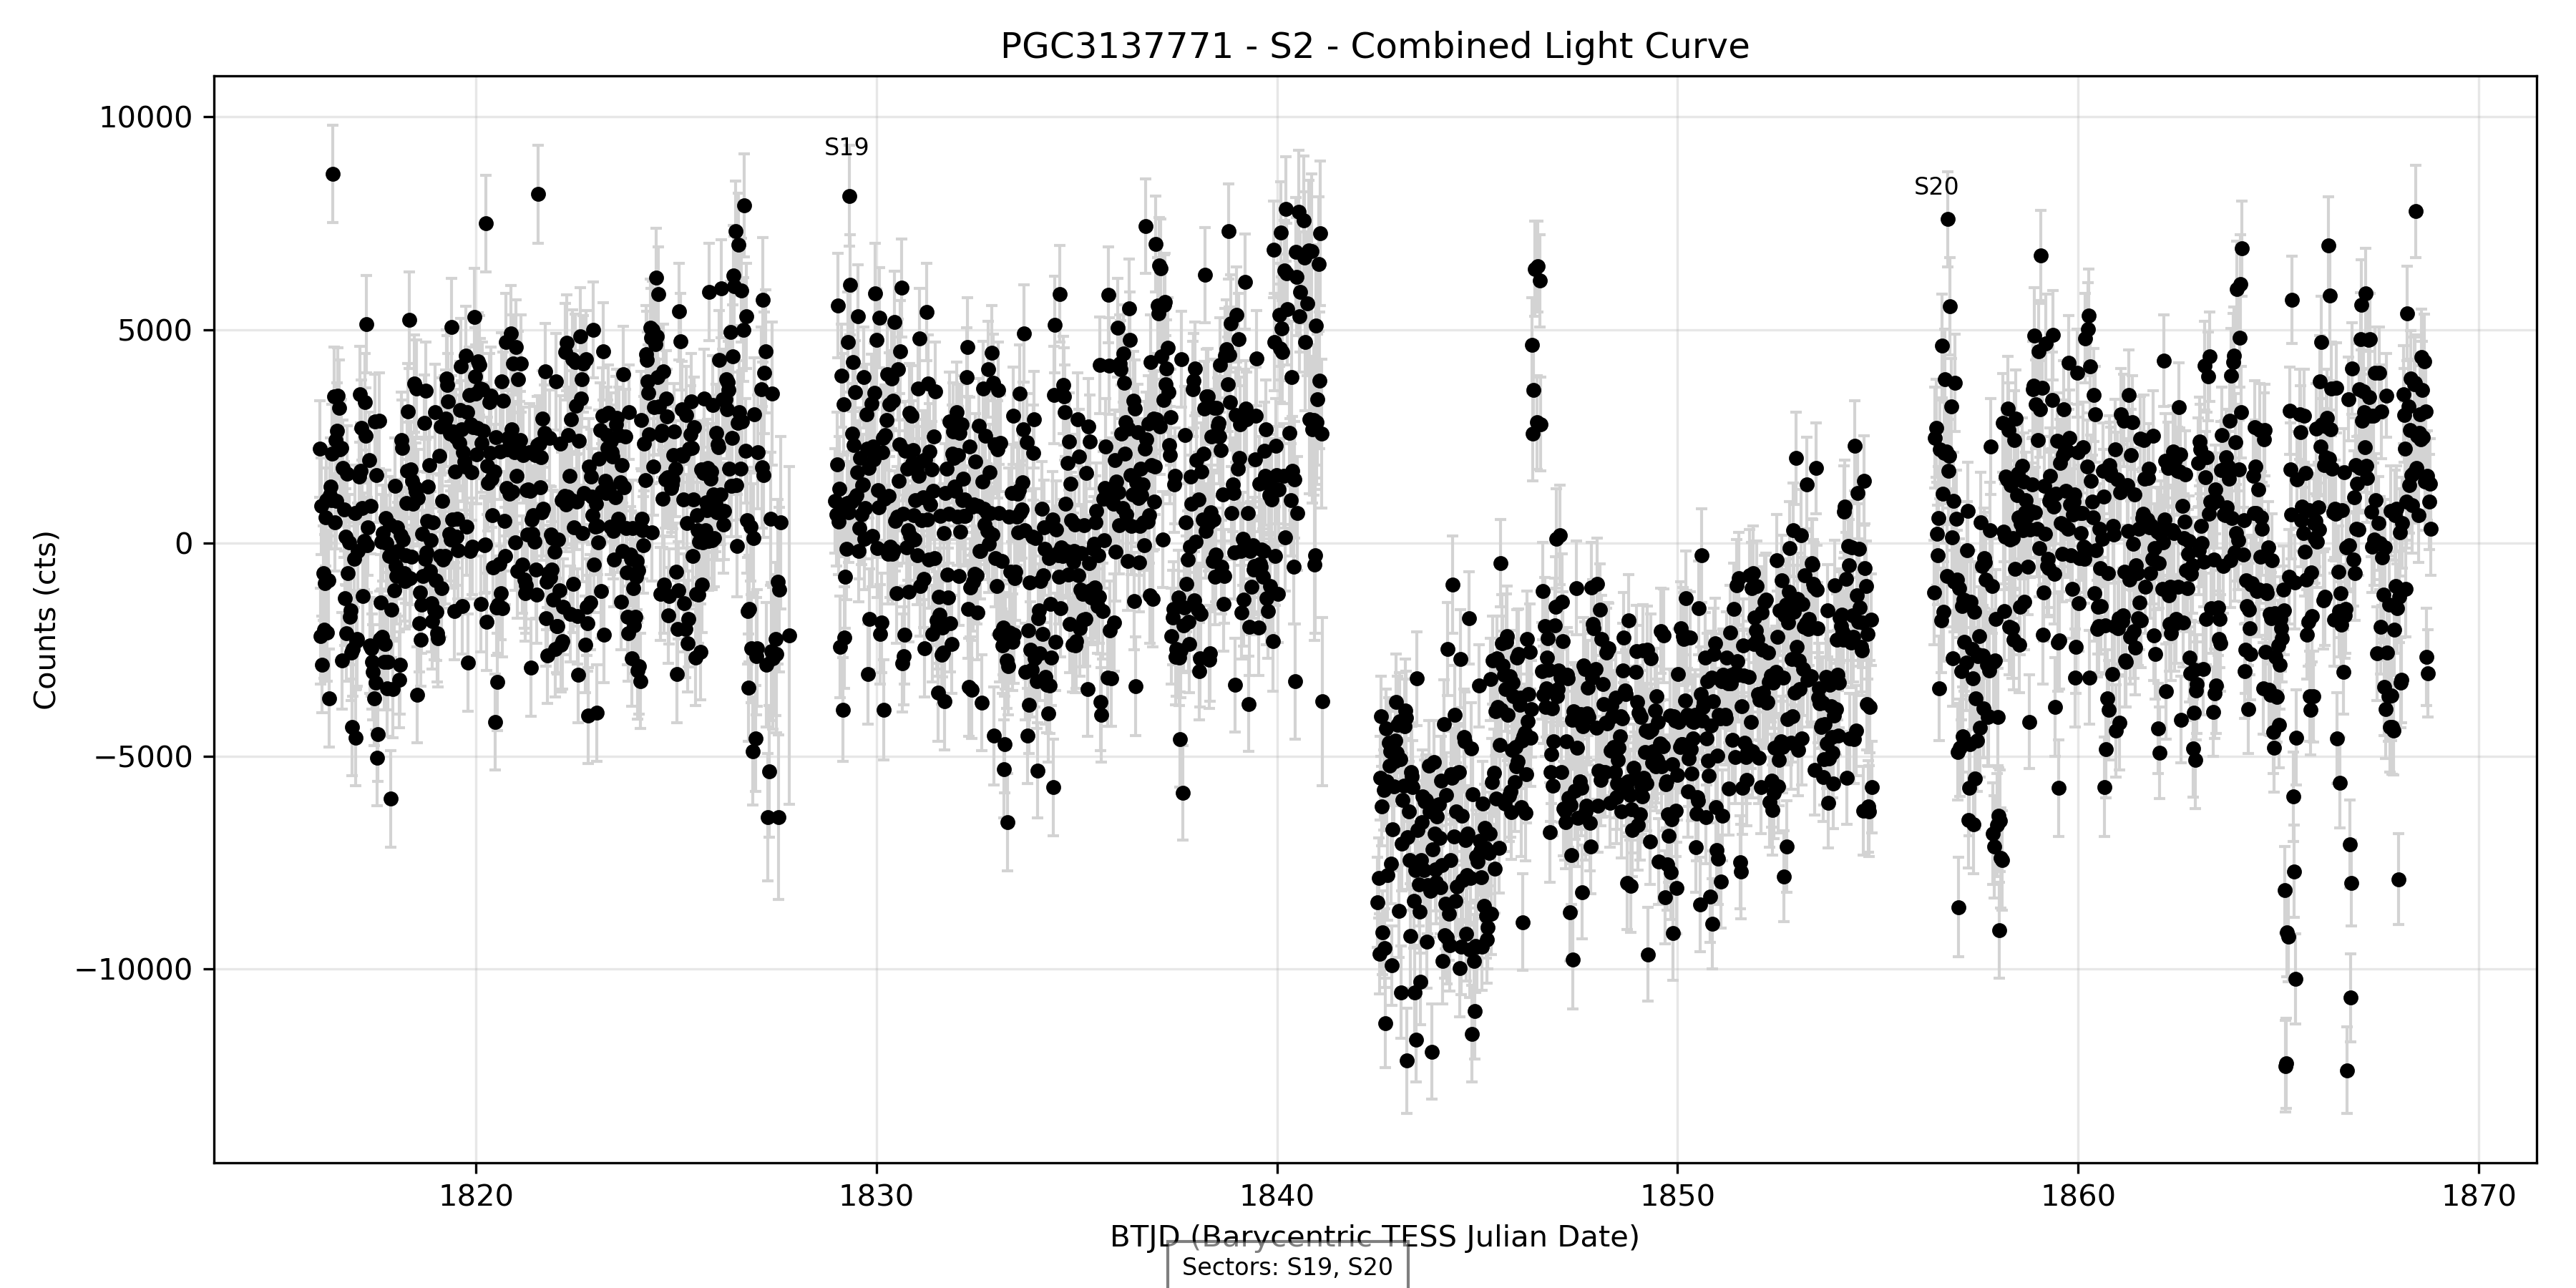 PGC3137771 - S2 - Combined Light Curve
10000
5000
0
−5000
−10000
Counts (cts)
S19
S20
1820
1830
1840
1850
1860
1870
BTJD (Barycentric TESS Julian Date)
Sectors: S19, S20